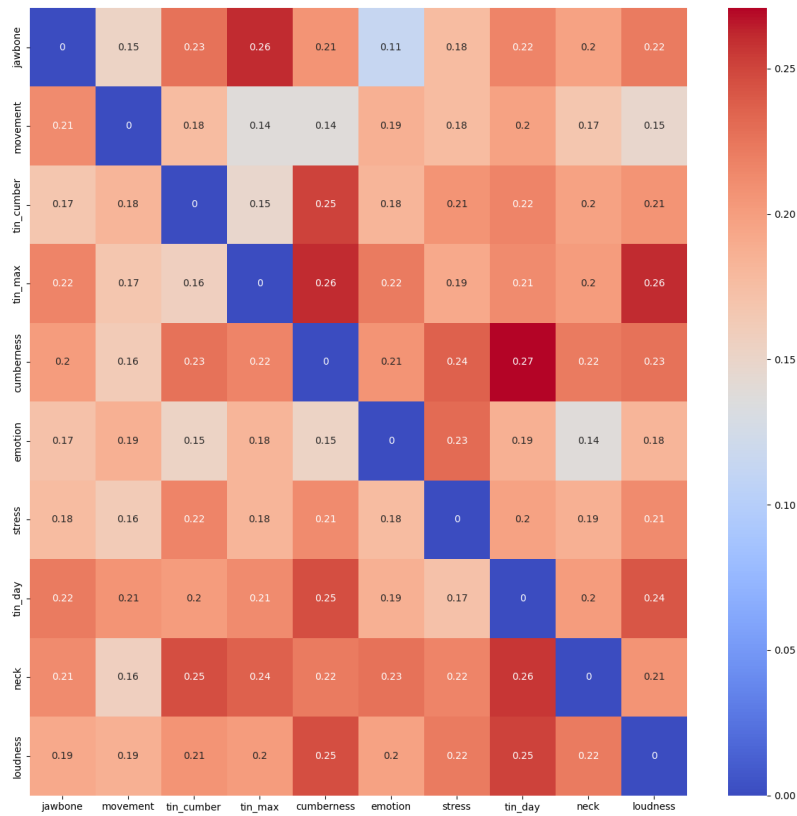 jawbone 0 0.15 0.23 0.26 0.21 0.11 0.18 0.22 0.2 0.22
movement 0.21 0 0.18 0.14 0.14 0.19 0.18 0.2 0.17 0.15
tin_cumber 0.17 0.18 0 0.15 0.25 0.18 0.21 0.22 0.2 0.21
tin_max 0.22 0.17 0.16 0 0.26 0.22 0.19 0.21 0.2 0.26
cumberness 0.2 0.16 0.23 0.22 0 0.21 0.24 0.27 0.22 0.23
emotion 0.17 0.19 0.15 0.18 0.15 0 0.23 0.19 0.14 0.18
stress 0.18 0.16 0.22 0.18 0.21 0.18 0 0.2 0.19 0.21
tin_day 0.22 0.21 0.2 0.21 0.25 0.19 0.17 0 0.2 0.24
neck 0.21 0.16 0.25 0.24 0.22 0.23 0.22 0.26 0 0.21
loudness 0.19 0.19 0.21 0.2 0.25 0.2 0.22 0.25 0.22 0
jawbone movement tin_cumber tin_max cumberness emotion stress tin_day neck loudness
0.25
0.20
0.15
0.10
0.05
0.00